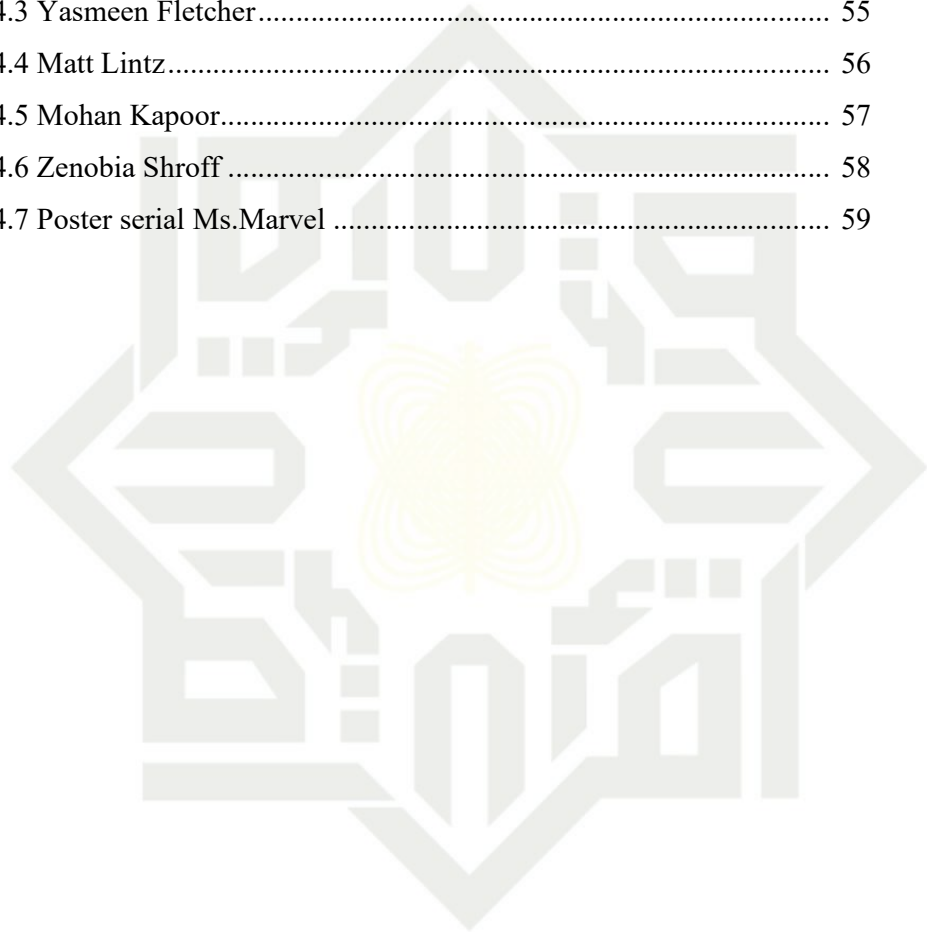 4.3 Yasmeen Fletcher........................................................................... 55
4.4 Matt Lintz....................................................................................... 56
4.5 Mohan Kapoor................................................................................ 57
4.6 Zenobia Shroff ............................................................................... 58
4.7 Poster serial Ms.Marvel ................................................................. 59